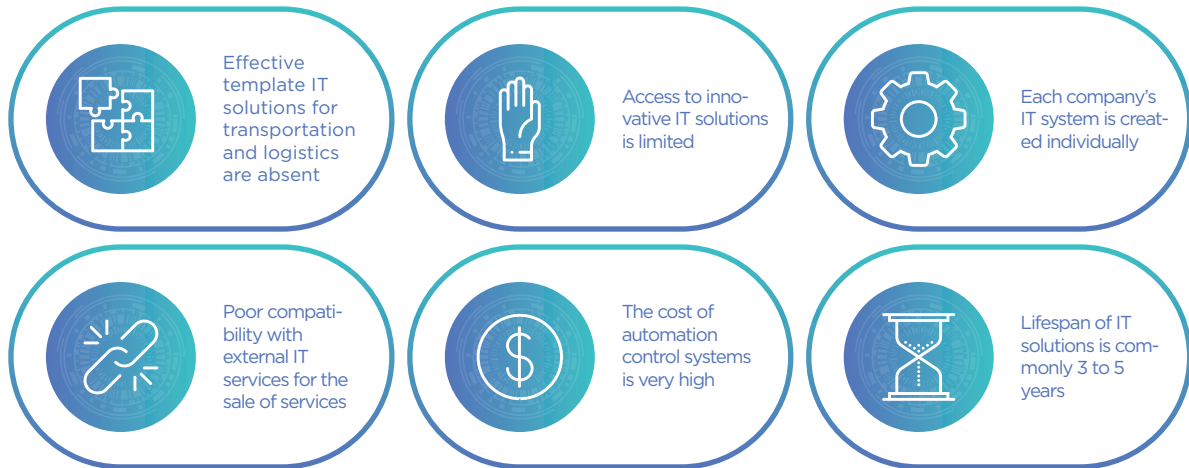 Effective
template IT
solutions for
transportation
and logistics
are absent
Access to inno-
vative IT solutions
is limited
Each company's
IT system is creat-
ed individually
Poor compati-
bility with
external IT
services for the
sale of services
The cost of
automation
control systems
is very high
Lifespan of IT
solutions is com-
monly 3 to 5
years